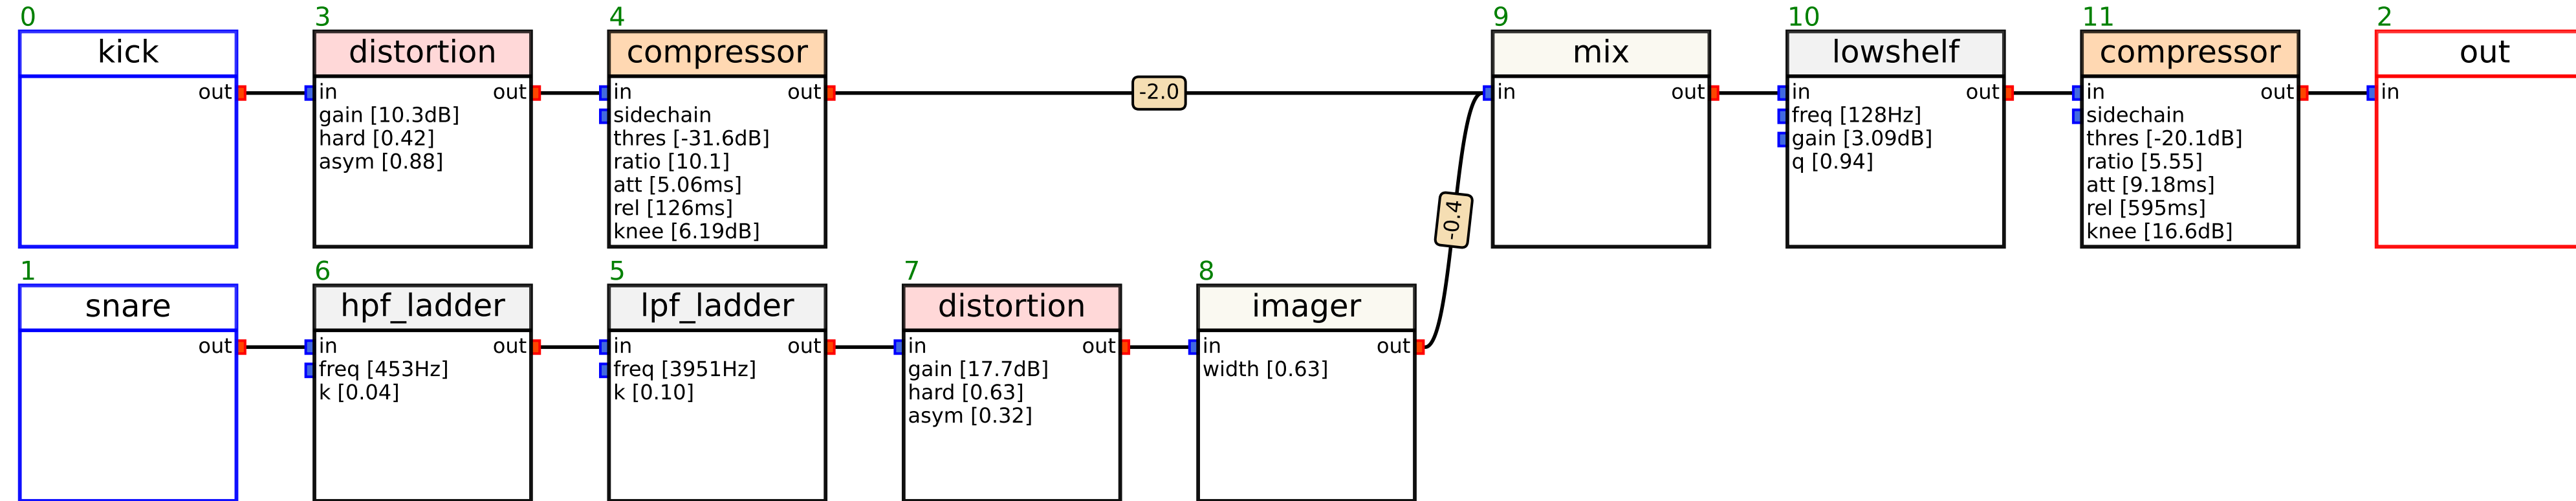 0
kick
out
3
distortion
in out
gain [10.3dB]
hard [0.42]
asym [0.88]
4
compressor
in out
sidechain
thres [-31.6dB]
ratio [10.1]
att [5.06ms]
rel [126ms]
knee [6.19dB]
-2.0
9
mix
in out
10
lowshelf
in out
freq [128Hz]
gain [3.09dB]
q [0.94]
11
compressor
in out
sidechain
thres [-20.1dB]
ratio [5.55]
att [9.18ms]
rel [595ms]
knee [16.6dB]
2
out
in
1
snare
out
6
hpf_ladder
in out
freq [453Hz]
k [0.04]
5
lpf_ladder
in out
freq [3951Hz]
k [0.10]
7
distortion
in out
gain [17.7dB]
hard [0.63]
asym [0.32]
8
imager
in out
width [0.63]
-0.4